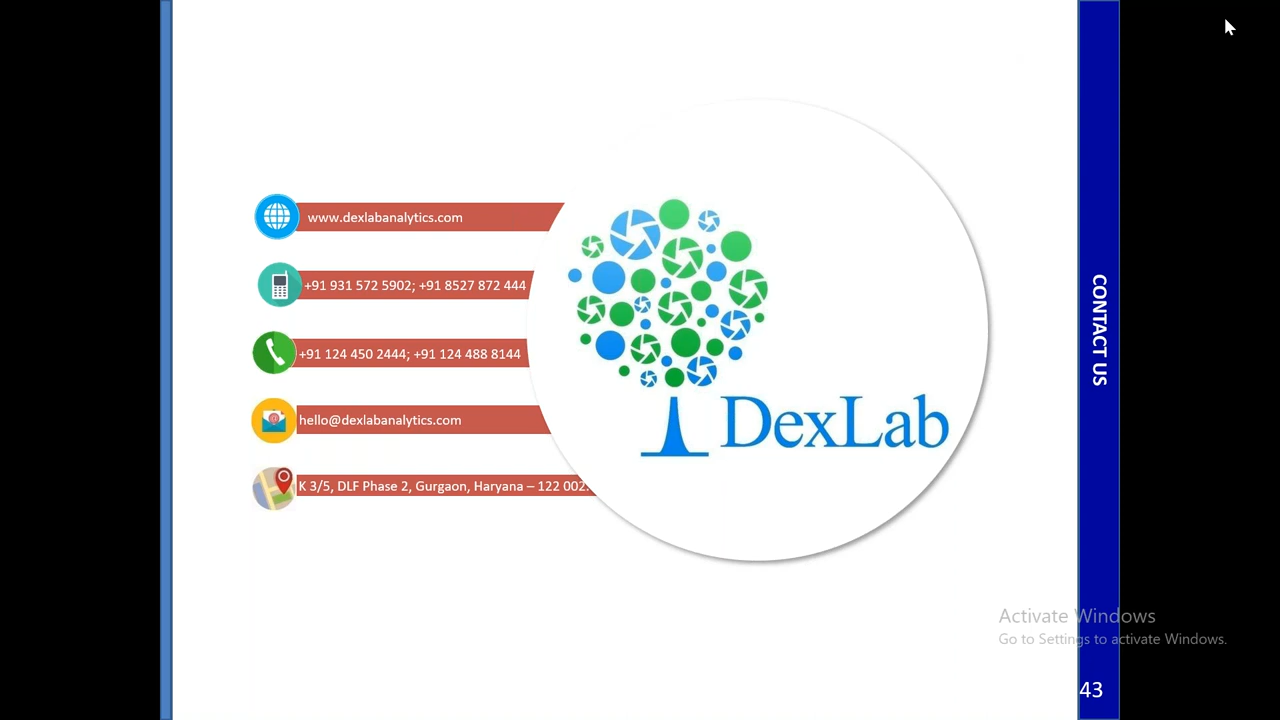 www.dexlabanalytics.com
+91 931 572 5902; +91 8527 872 444
+91 124 450 2444; +91 124 488 8144
hello@dexlabanalytics.com
K 3/5, DLF Phase 2, Gurgaon, Haryana – 122 002.
DexLab
CONTACT US
Activate Windows
Go to Settings to activate Windows.
43